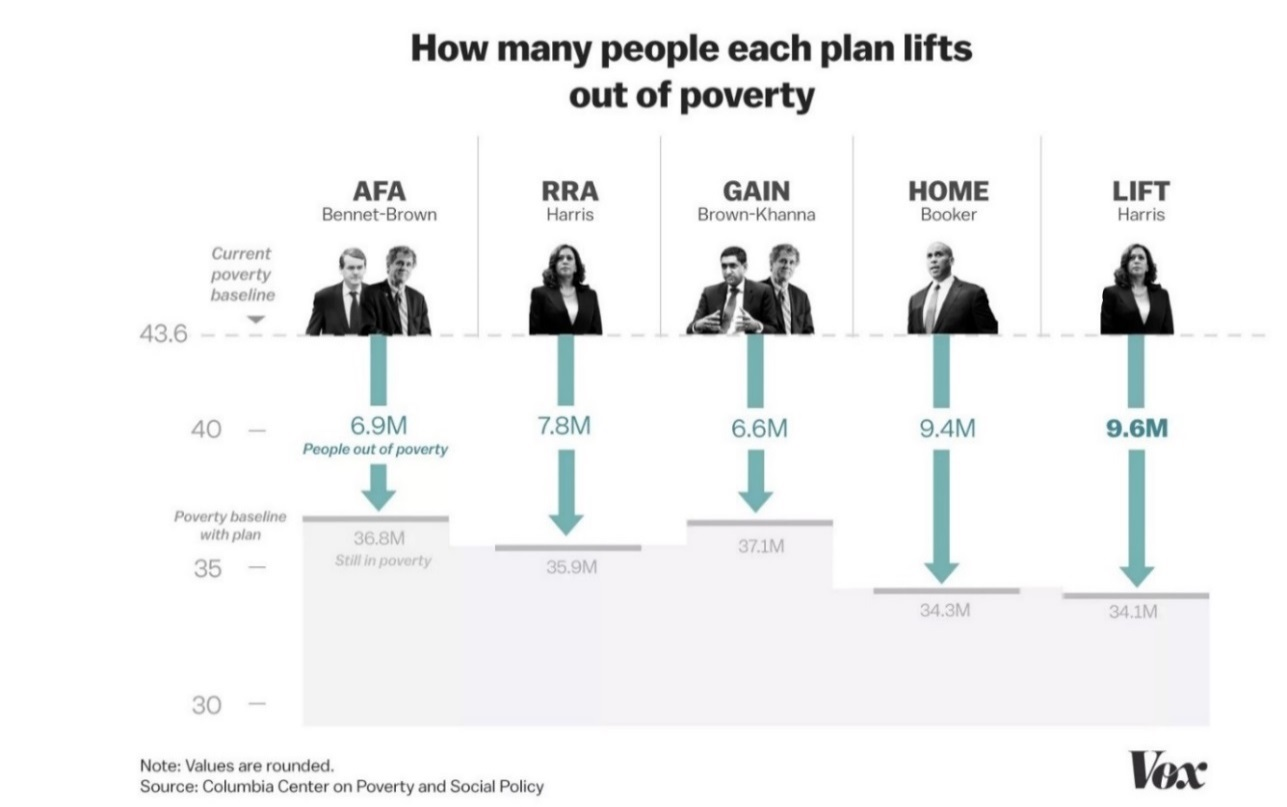 How many people each plan lifts
out of poverty
AFA
Bennet-Brown
RRA
Harris
GAIN
Brown-Khanna
HOME
Booker
LIFT
Harris
Current
poverty
baseline
43.6
40
6.9M
People out of poverty
7.8M
6.6M
9.4M
9.6M
Poverty baseline
with plan
36.8M
Still in poverty
35.9M
37.1M
34.3M
34.1M
35
30
Note: Values are rounded.
Source: Columbia Center on Poverty and Social Policy
Vox